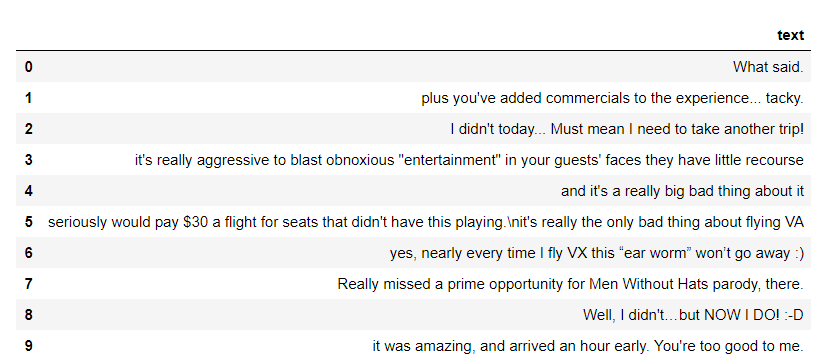 text
0 What said.
1 plus you've added commercials to the experience... tacky.
2 I didn't today... Must mean I need to take another trip!
3 it's really aggressive to blast obnoxious "entertainment" in your guests' faces they have little recourse
4 and it's a really big bad thing about it
5 seriously would pay $30 a flight for seats that didn't have this playing.\nit's really the only bad thing about flying VA
6 yes, nearly every time I fly VX this “ear worm” won’t go away :)
7 Really missed a prime opportunity for Men Without Hats parody, there.
8 Well, I didn't…but NOW I DO! :-D
9 it was amazing, and arrived an hour early. You're too good to me.